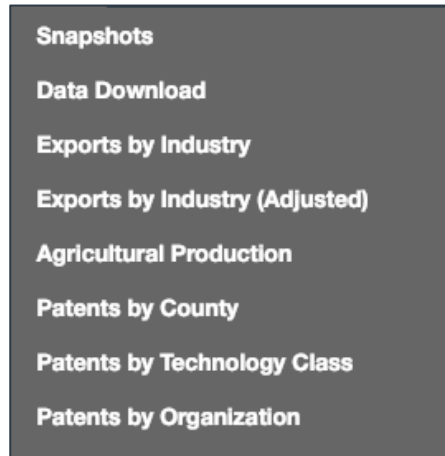 Snapshots
Data Download
Exports by Industry
Exports by Industry (Adjusted)
Agricultural Production
Patents by County
Patents by Technology Class
Patents by Organization